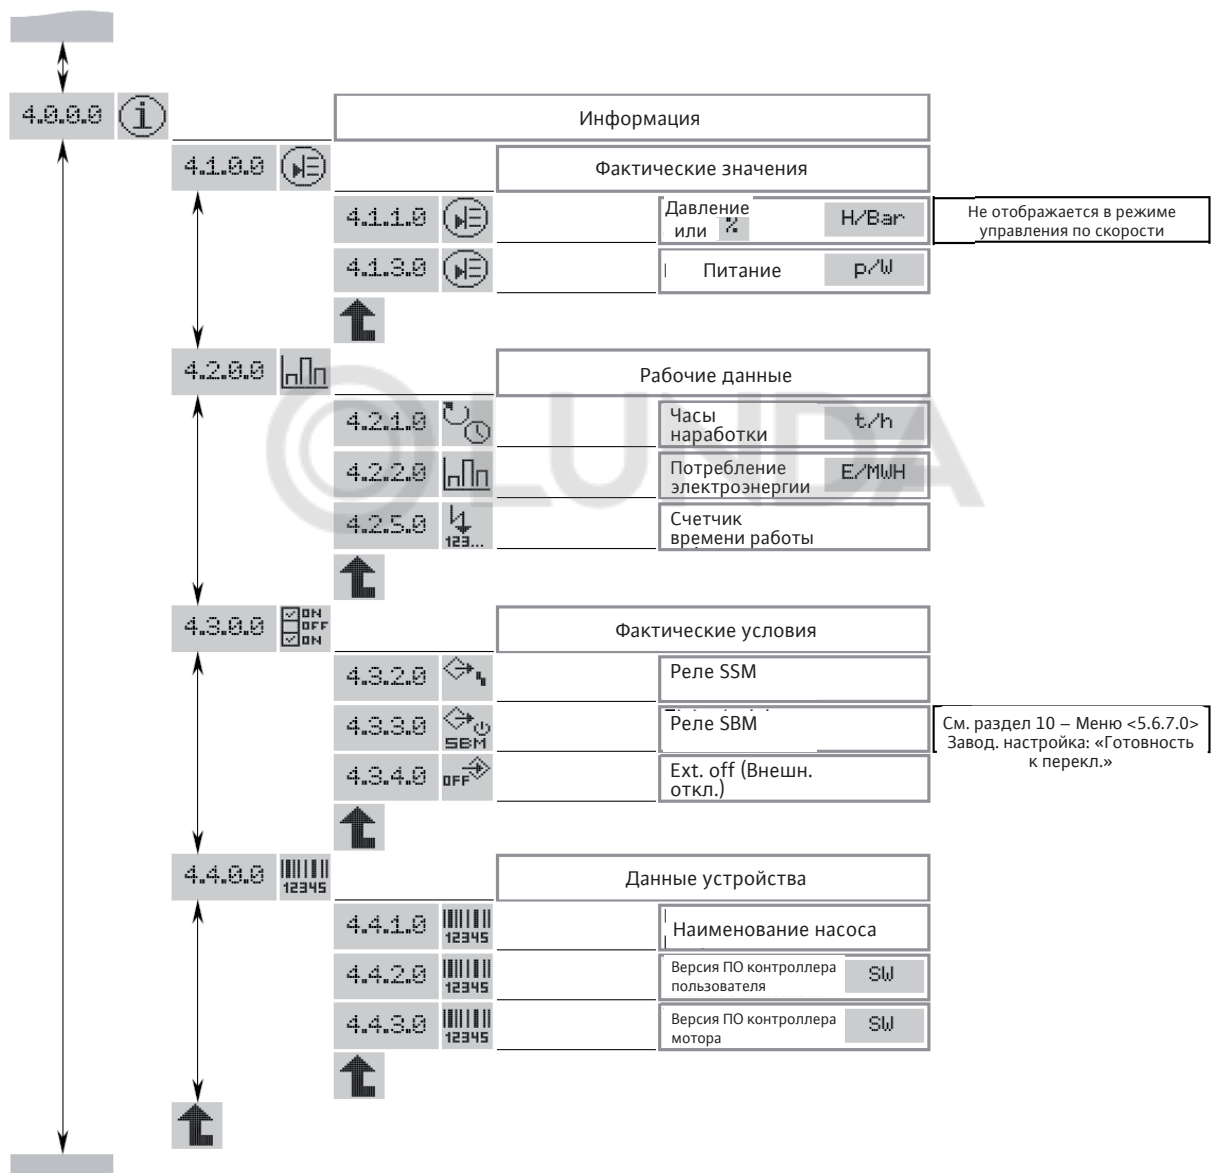 4.0.0.0 i Информация
4.1.0.0 Фактические значения
4.1.1.0 Давление H/Bar Не отображается в режиме
или % управления по скорости
4.1.3.0 Питание p/W
4.2.0.0 Рабочие данные
4.2.1.0 Часы t/h
наработки
LUNDA
4.2.2.0 Потребление E/MWH
электроэнергии
4.2.5.0 Счетчик
123... времени работы
4.3.0.0 ON Фактические условия
OFF
ON
4.3.2.0 Реле SSM
4.3.3.0 Реле SBM См. раздел 10 – Меню <5.6.7.0>
SBM Завод. настройка: «Готовность
к перекл.»
4.3.4.0 OFF Ext. off (Внешн.
откл.)
4.4.0.0 12345 Данные устройства
4.4.1.0 12345 Наименование насоса
4.4.2.0 12345 Версия ПО контроллера SW
пользователя
4.4.3.0 12345 Версия ПО контроллера SW
мотора